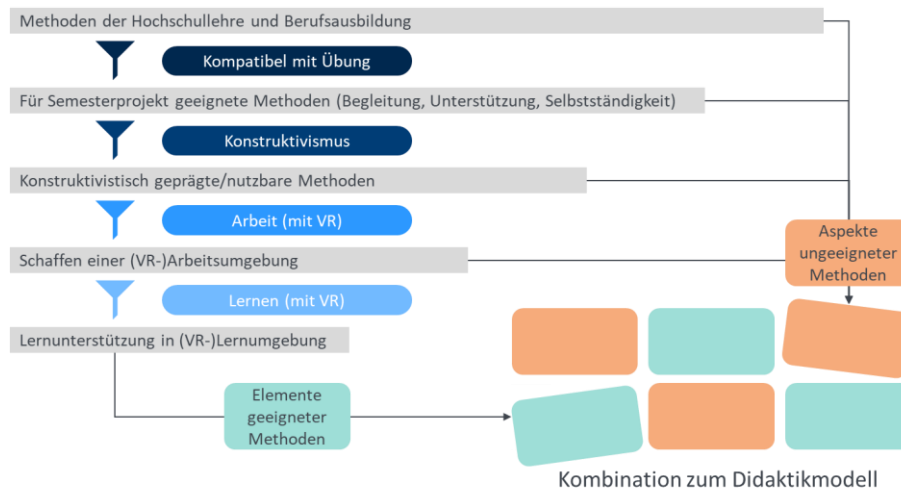 Methoden der Hochschullehre und Berufsausbildung
Kompatibel mit Übung
Für Semesterprojekt geeignete Methoden (Begleitung, Unterstützung, Selbstständigkeit)
Konstruktivismus
Konstruktivistisch geprägte/nutzbare Methoden
Arbeit (mit VR)
Aspekte
ungeeigneter
Methoden
Schaffen einer (VR-)Arbeitsumgebung
Lernen (mit VR)
Lernunterstützung in (VR-)Lernumgebung
Elemente
geeigneter
Methoden
Kombination zum Didaktikmodell